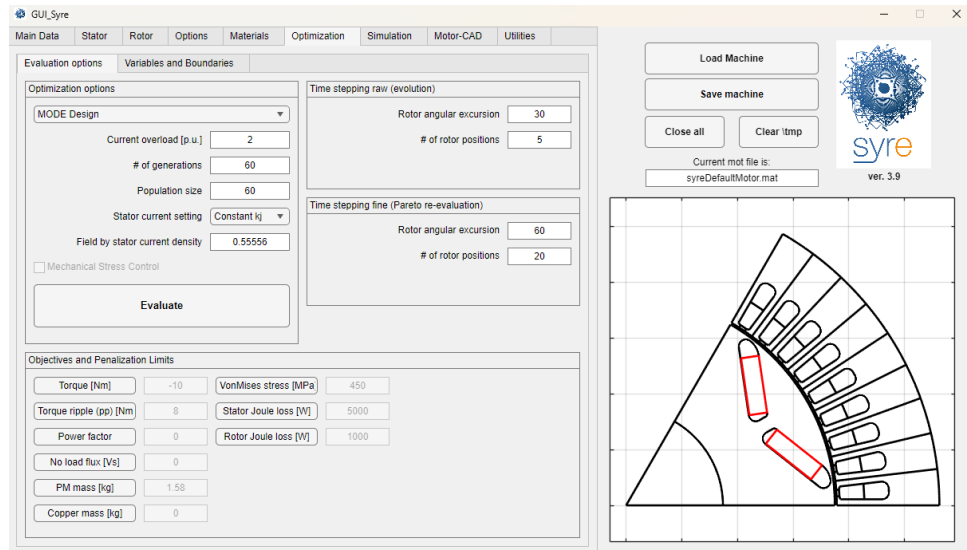 GUI_Syre
Main Data Stator Rotor Options Materials Optimization Simulation Motor-CAD Utilities
Evaluation options Variables and Boundaries
Optimization options
MODE Design
Current overload [p.u.] 2
# of generations 60
Population size 60
Stator current setting Constant kj
Field by stator current density 0.55556
Mechanical Stress Control
Evaluate
Time stepping raw (evolution)
Rotor angular excursion 30
# of rotor positions 5
Time stepping fine (Pareto re-evaluation)
Rotor angular excursion 60
# of rotor positions 20
Objectives and Penalization Limits
Torque [Nm] -10 VonMises stress [MPa 450
Torque ripple (pp) [Nm 8 Stator Joule loss [W] 5000
Power factor 0 Rotor Joule loss [W] 1000
No load flux [Vs] 0
PM mass [kg] 1.58
Copper mass [kg] 0
Load Machine
Save machine
Close all Clear \tmp
Current mot file is:
syreDefaultMotor.mat
syre
ver. 3.9